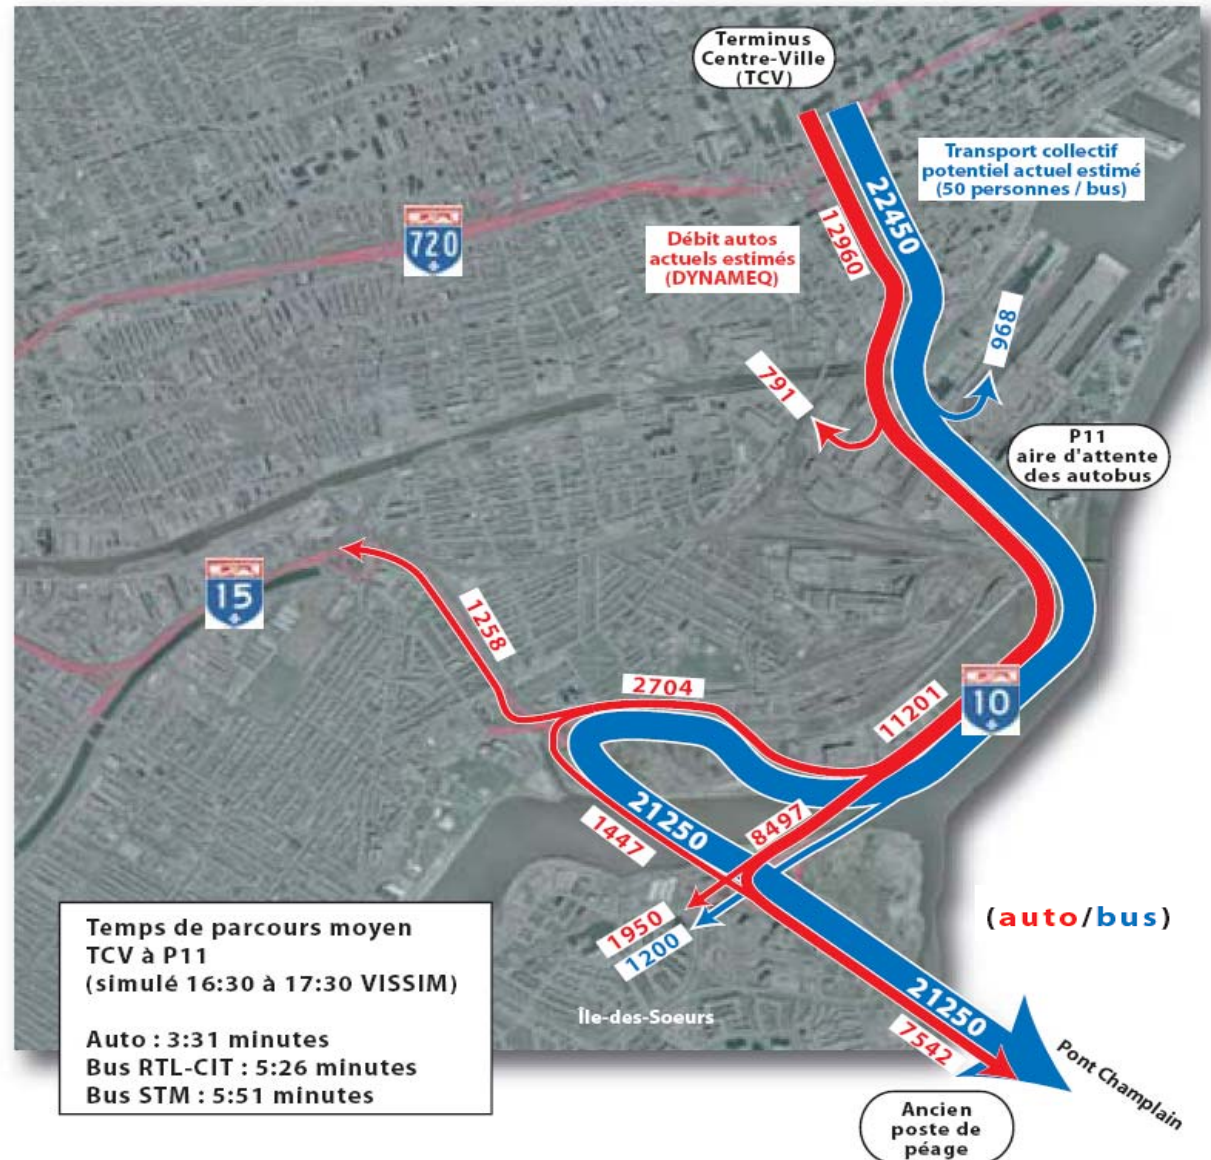 Terminus
Centre-Ville
(TCV)
Transport collectif
potentiel actuel estimé
(50 personnes / bus)
22450
12960
720
Débit autos
actuels estimés
(DYNAMEQ)
968
791
P11
aire d'attente
des autobus
15
1258
2704
10
11201
21250
1447
8497
1950
1200
(auto/bus)
Temps de parcours moyen
TCV à P11
(simulé 16:30 à 17:30 VISSIM)
Auto : 3:31 minutes
Bus RTL-CIT : 5:26 minutes
Bus STM : 5:51 minutes
Île-des-Soeurs
21250
7542
Pont Champlain
Ancien
poste de
péage